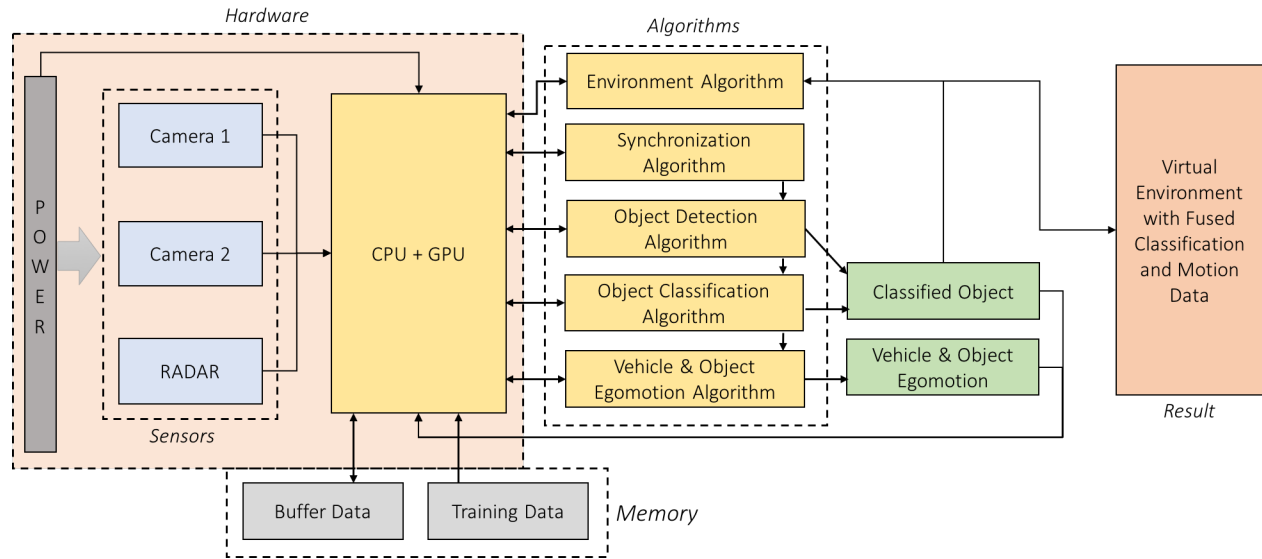 Hardware
Algorithms
POWER
Camera 1
Camera 2
RADAR
Sensors
CPU + GPU
Environment Algorithm
Synchronization
Algorithm
Object Detection
Algorithm
Object Classification
Algorithm
Vehicle & Object
Egomotion Algorithm
Classified Object
Vehicle & Object
Egomotion
Virtual
Environment
with Fused
Classification
and Motion
Data
Result
Buffer Data
Training Data
Memory